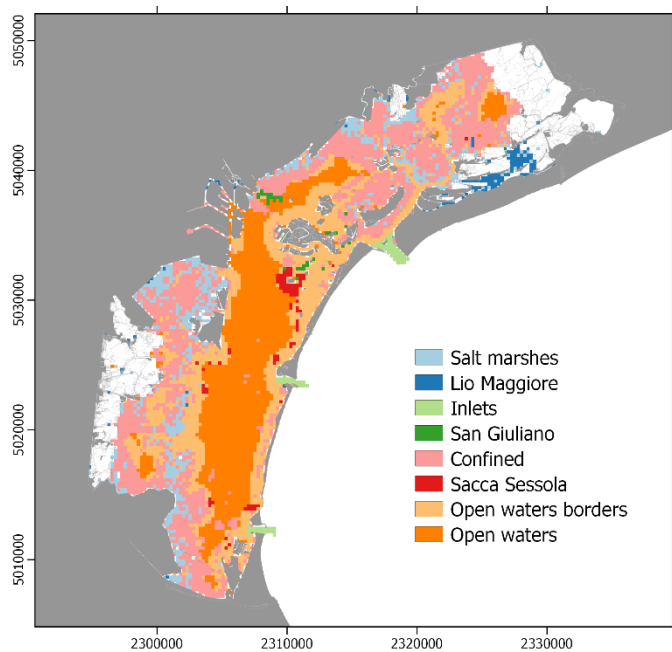 5050000
5040000
5030000
5020000
5010000
Salt marshes
Lio Maggiore
Inlets
San Giuliano
Confined
Sacca Sessola
Open waters borders
Open waters
2300000
2310000
2320000
2330000